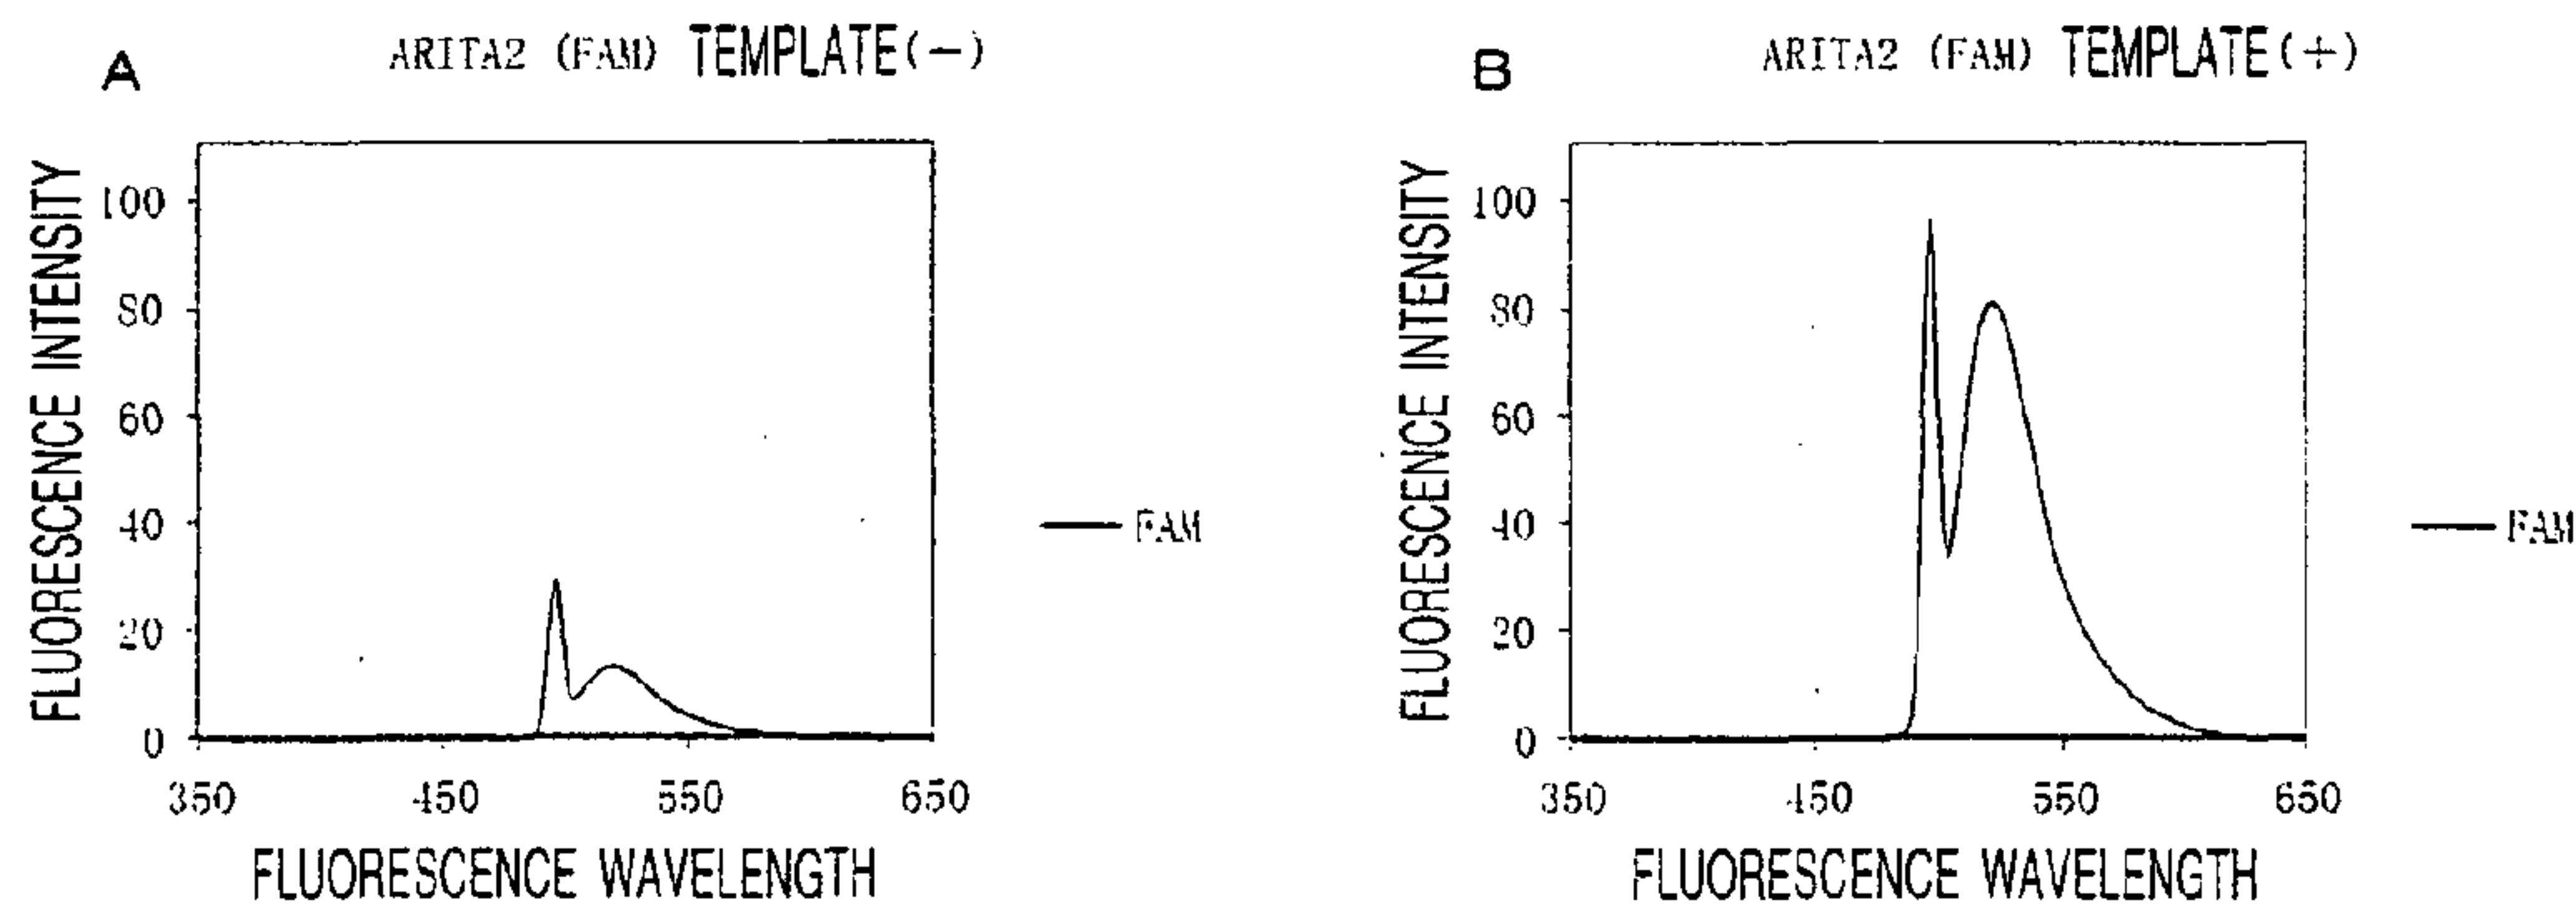 A
ARITA2 (FAM) TEMPLATE(−)
FLUORESCENCE INTENSITY
100
80
60
40
20
0
350 450 550 650
FLUORESCENCE WAVELENGTH
FAM
B
ARITA2 (FAM) TEMPLATE(+)
FLUORESCENCE INTENSITY
100
80
60
40
20
0
350 450 550 650
FLUORESCENCE WAVELENGTH
FAM